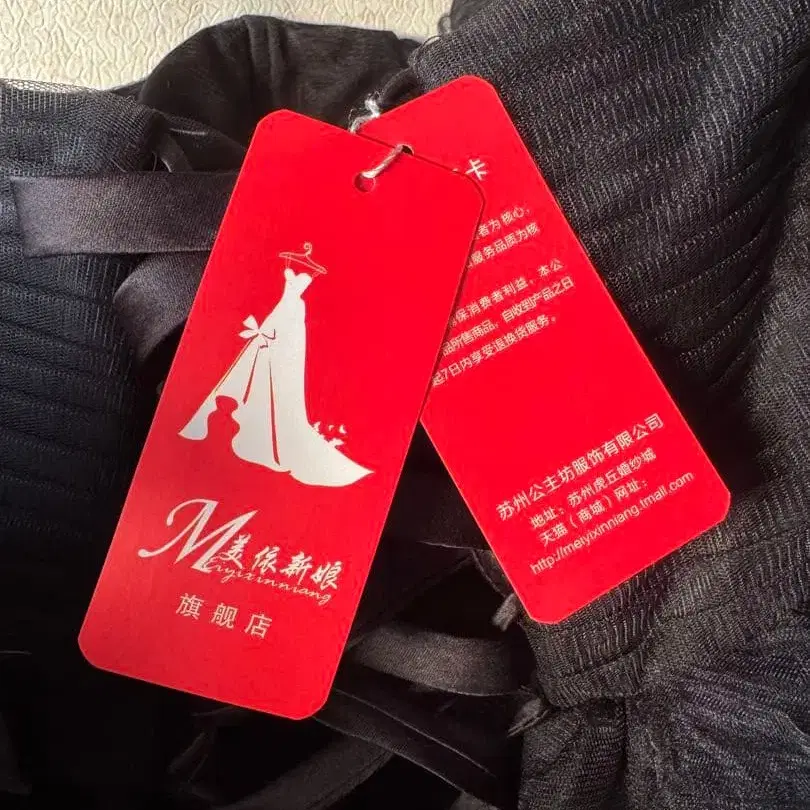 美依新娘
Meiyixinniang
旗舰店
卡
者为核心,
服务品质为核
保消费者利益, 本公
品所售商品, 自收到产品之日
起7日内享受退换货服务。
苏州公主坊服饰有限公司
地址: 苏州虎丘婚纱城
天猫（商城）网址:
http://meiyixinniang.tmall.com